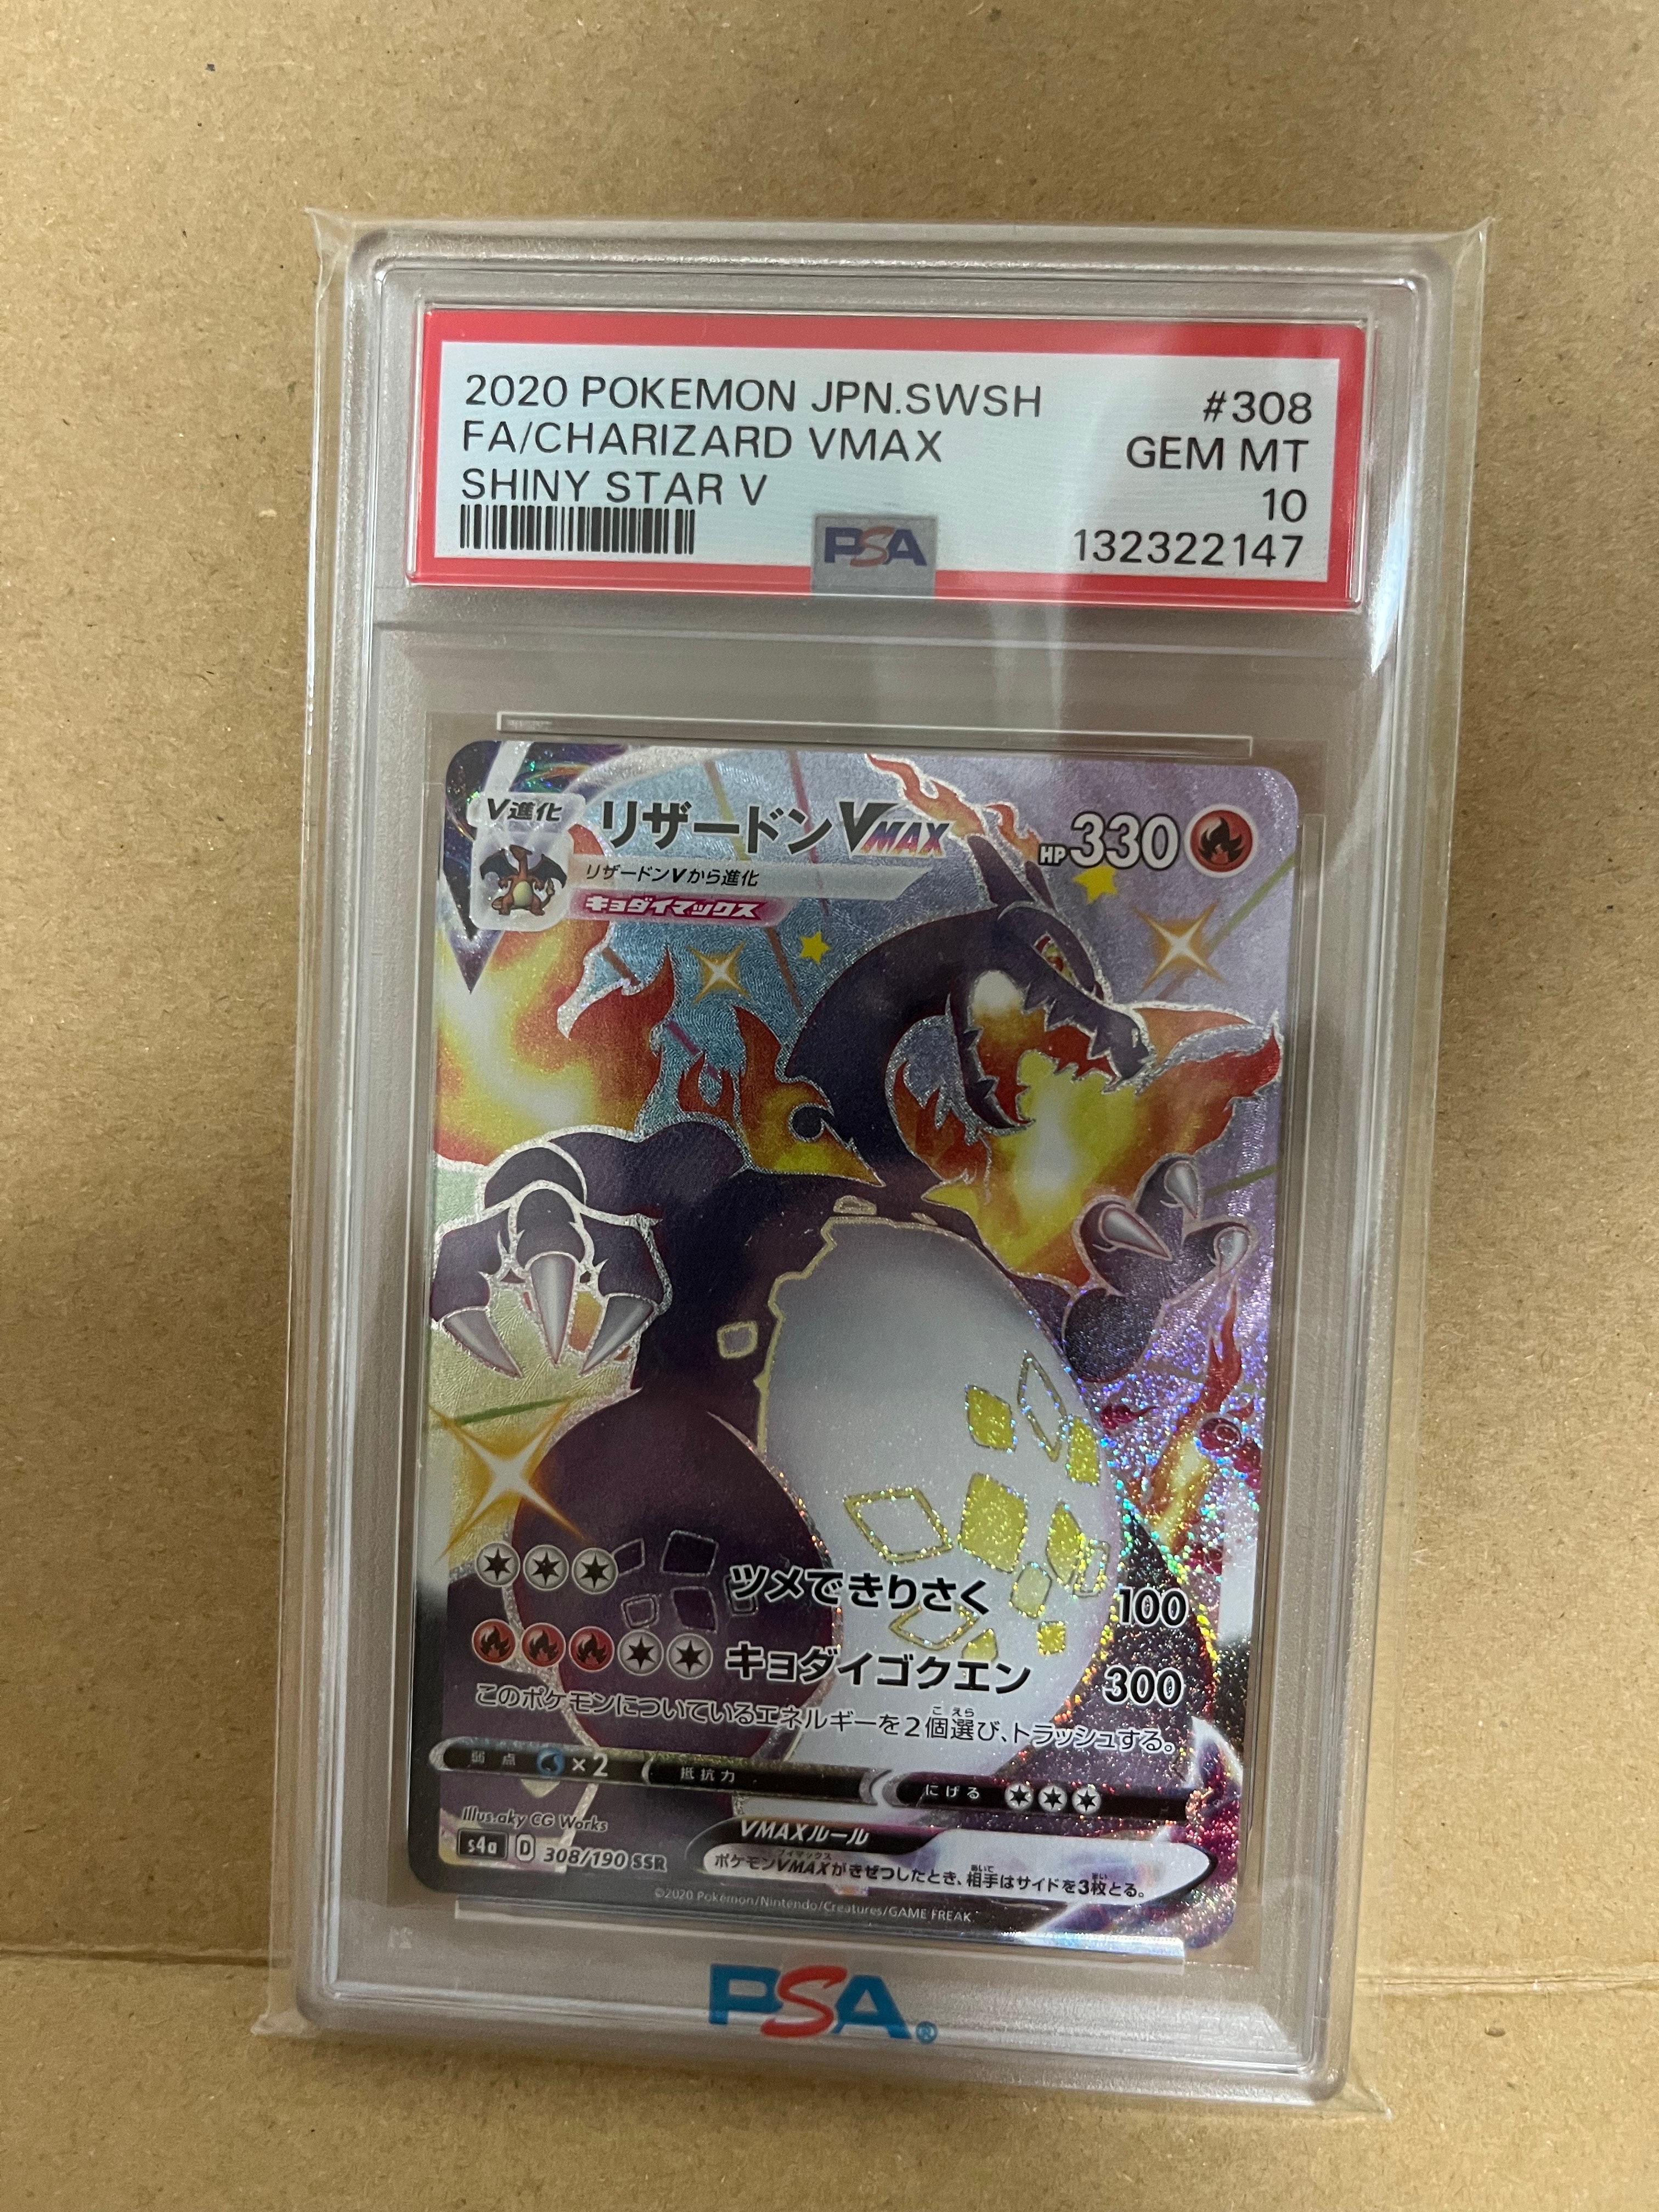 2020 POKEMON JPN.SWSH #308
FA/CHARIZARD VMAX GEM MT
SHINY STAR V 10
PSA 132322147
V進化 リザードンVMAX HP330
リザードンVから進化
キョダイマックス
ツメできりさく 100
キョダイゴクエン 300
このポケモンについているエネルギーを2個選び、トラッシュする。
弱点 ×2 抵抗力 にげる
Illus.aky CG Works
VMAXルール
s4a D 308/190 SSR
ポケモンVMAXがきぜつしたとき、相手はサイドを3枚とる。
©2020 Pokémon/Nintendo/Creatures/GAME FREAK.
PSA®